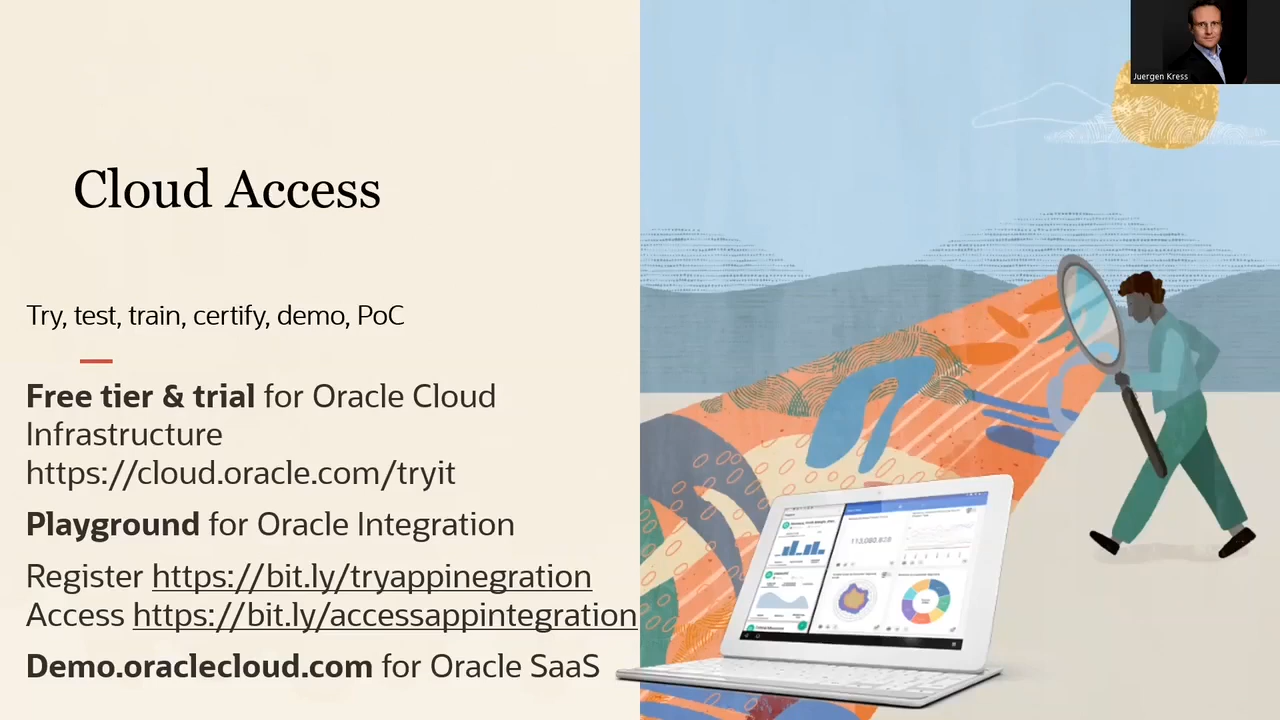 Juergen Kress
Cloud Access
Try, test, train, certify, demo, PoC
Free tier & trial for Oracle Cloud
Infrastructure
https://cloud.oracle.com/tryit
Playground for Oracle Integration
Register https://bit.ly/tryappinegration
Access https://bit.ly/accessappintegration
Demo.oraclecloud.com for Oracle SaaS